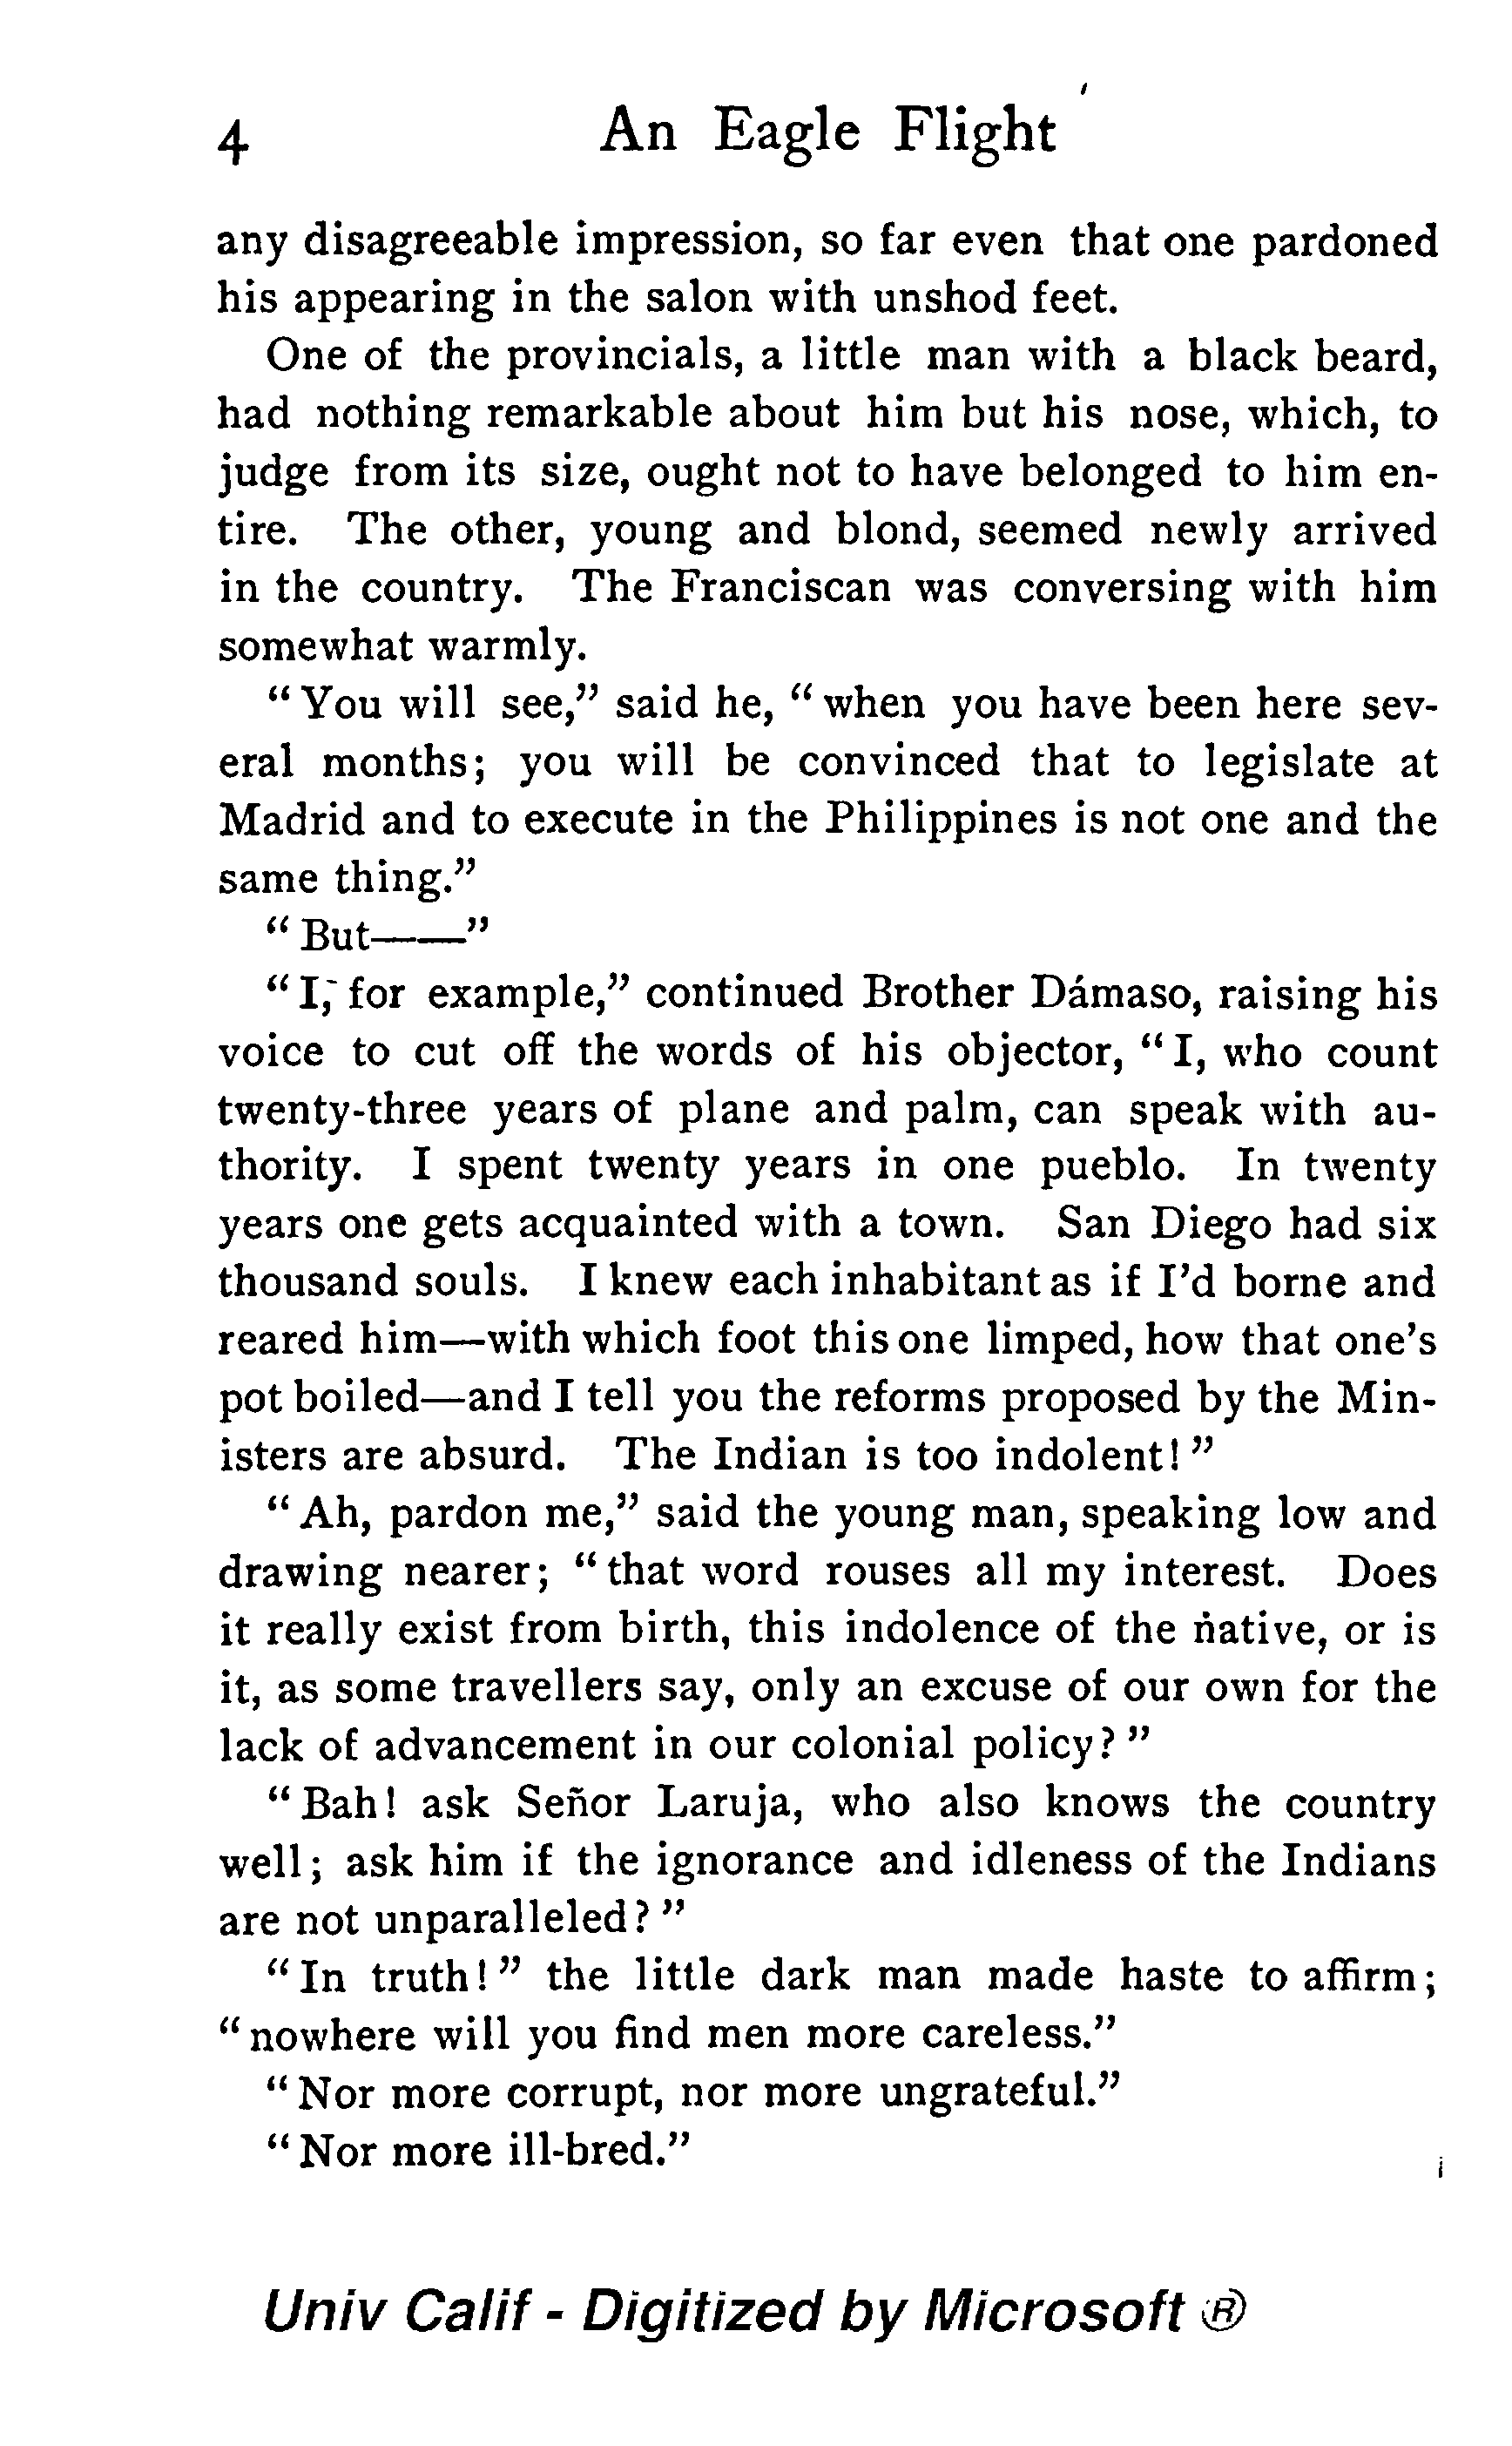 4 An Eagle Flight
any disagreeable impression, so far even that one pardoned
his appearing in the salon with unshod feet.
One of the provincials, a little man with a black beard,
had nothing remarkable about him but his nose, which, to
judge from its size, ought not to have belonged to him en-
tire. The other, young and blond, seemed newly arrived
in the country. The Franciscan was conversing with him
somewhat warmly.
"You will see," said he, "when you have been here sev-
eral months; you will be convinced that to legislate at
Madrid and to execute in the Philippines is not one and the
same thing."
"But——"
"I, for example," continued Brother Dámaso, raising his
voice to cut off the words of his objector, "I, who count
twenty-three years of plane and palm, can speak with au-
thority. I spent twenty years in one pueblo. In twenty
years one gets acquainted with a town. San Diego had six
thousand souls. I knew each inhabitant as if I'd borne and
reared him—with which foot this one limped, how that one's
pot boiled—and I tell you the reforms proposed by the Min-
isters are absurd. The Indian is too indolent!"
"Ah, pardon me," said the young man, speaking low and
drawing nearer; "that word rouses all my interest. Does
it really exist from birth, this indolence of the native, or is
it, as some travellers say, only an excuse of our own for the
lack of advancement in our colonial policy?"
"Bah! ask Señor Laruja, who also knows the country
well; ask him if the ignorance and idleness of the Indians
are not unparalleled?"
"In truth!" the little dark man made haste to affirm;
"nowhere will you find men more careless."
"Nor more corrupt, nor more ungrateful."
"Nor more ill-bred."
Univ Calif - Digitized by Microsoft ®